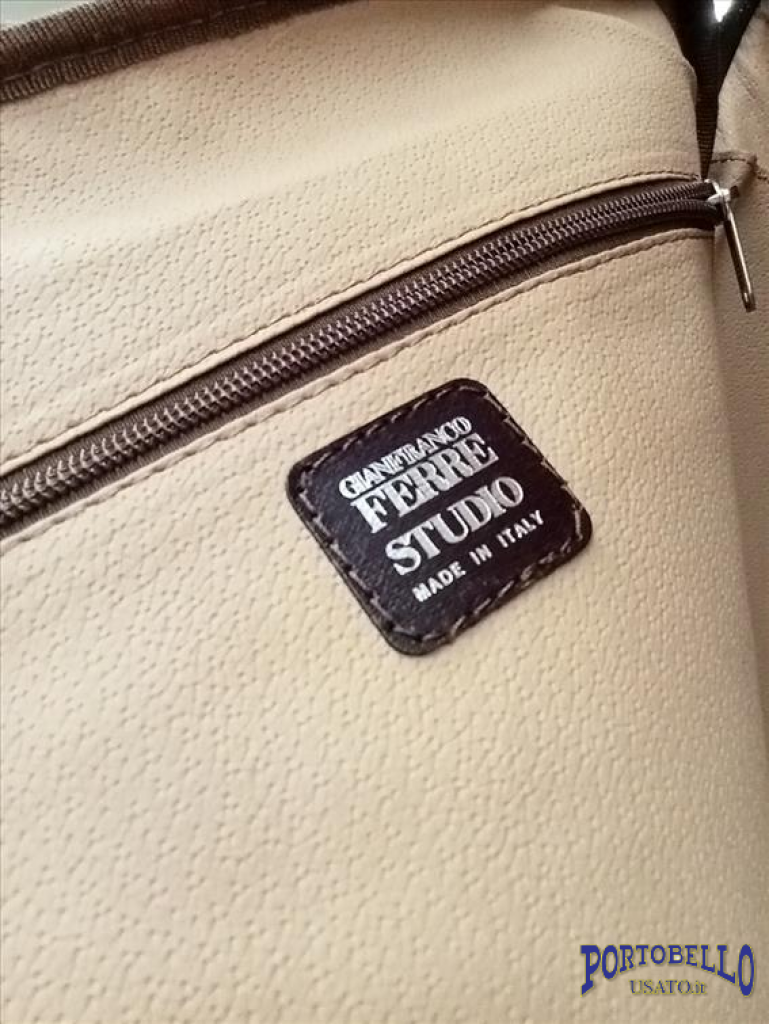 GIANFRANCO
FERRE
STUDIO
MADE IN ITALY
PORTOBELLO
USATO.it